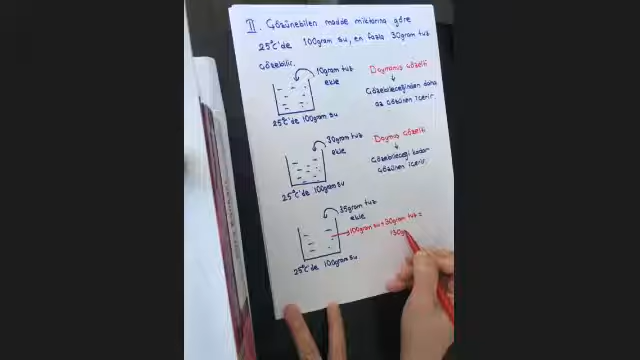 II. Çözünebilen madde miktarına göre
25°C'de 100gram su, en fazla 30gram tuz
çözebilir.
10gram tuz
ekle
25°C'de 100gram su
Doymamış çözelti
Çözebileceğinden daha
az çözünen içerir.
30gram tuz
ekle
25°C'de 100gram su
Doymuş çözelti
Çözebileceği kadar
çözünen içerir.
35gram tuz
ekle
100gram su + 30gram tuz =
130g
25°C'de 100gram su